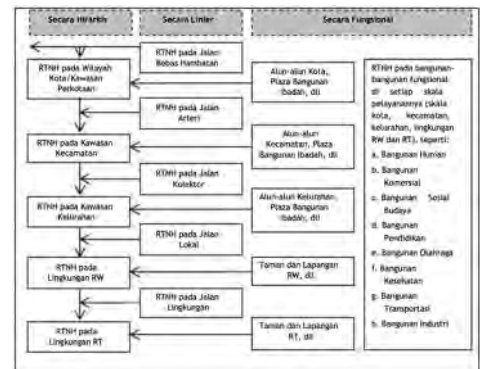 Secara Hirarkis
Secara Linier
Secara Fungsional
RTNH pada Jalan
Bebas Hambatan
RTNH pada Wilayah
Kota/Kawasan
Perkotaan
Alun-alun Kota,
Plaza Bangunan
Ibadah, dll
RTNH pada Jalan
Arteri
RTNH pada Kawasan
Kecamatan
Alun-alun
Kecamatan, Plaza
Bangunan Ibadah, dll
RTNH pada Jalan
Kolektor
RTNH pada Kawasan
Kelurahan
Alun-alun Kelurahan,
Plaza Bangunan
Ibadah, dll
RTNH pada Jalan
Lokal
RTNH pada
Lingkungan RW
Taman dan Lapangan
RW, dll
RTNH pada Jalan
Lingkungan
RTNH pada
Lingkungan RT
Taman dan Lapangan
RT, dll
RTNH pada bangunan-
bangunan fungsional
di setiap skala
pelayanannya (skala
kota, kecamatan,
kelurahan, lingkungan
RW dan RT), seperti:
a. Bangunan Hunian
b. Bangunan
Komersial
c. Bangunan Sosial
Budaya
d. Bangunan
Pendidikan
e. Bangunan Olahraga
f. Bangunan
Kesehatan
g. Bangunan
Transportasi
h. Bangunan Industri